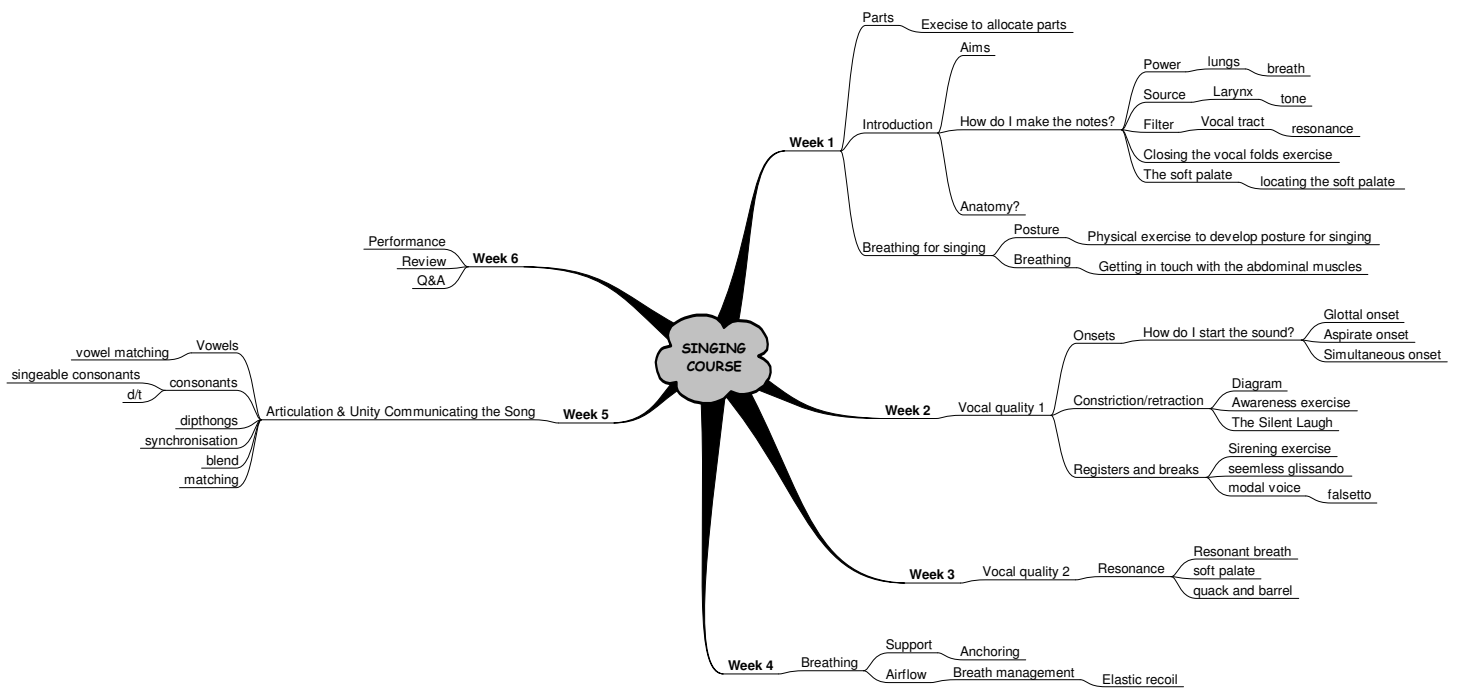 SINGING
COURSE
Week 1
Parts
Execise to allocate parts
Introduction
Aims
How do I make the notes?
Power
lungs
breath
Source
Larynx
tone
Filter
Vocal tract
resonance
Closing the vocal folds exercise
The soft palate
locating the soft palate
Anatomy?
Breathing for singing
Posture
Physical exercise to develop posture for singing
Breathing
Getting in touch with the abdominal muscles
Week 2
Vocal quality 1
Onsets
How do I start the sound?
Glottal onset
Aspirate onset
Simultaneous onset
Constriction/retraction
Diagram
Awareness exercise
The Silent Laugh
Registers and breaks
Sirening exercise
seemless glissando
modal voice
falsetto
Week 3
Vocal quality 2
Resonance
Resonant breath
soft palate
quack and barrel
Week 4
Breathing
Support
Anchoring
Airflow
Breath management
Elastic recoil
Week 5
Articulation & Unity Communicating the Song
Vowels
vowel matching
consonants
singeable consonants
d/t
dipthongs
synchronisation
blend
matching
Week 6
Performance
Review
Q&A